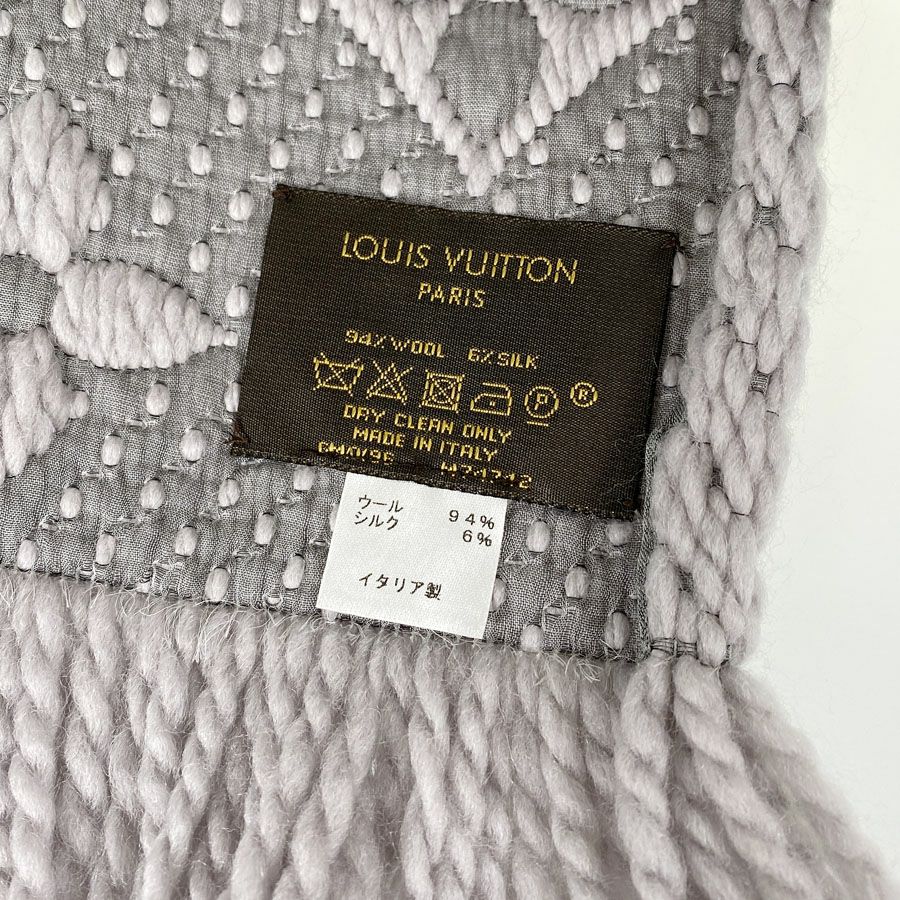 LOUIS VUITTON
PARIS
94% WOOL 6% SILK
P ®
DRY CLEAN ONLY
MADE IN ITALY
ウール 94%
シルク 6%
イタリア製